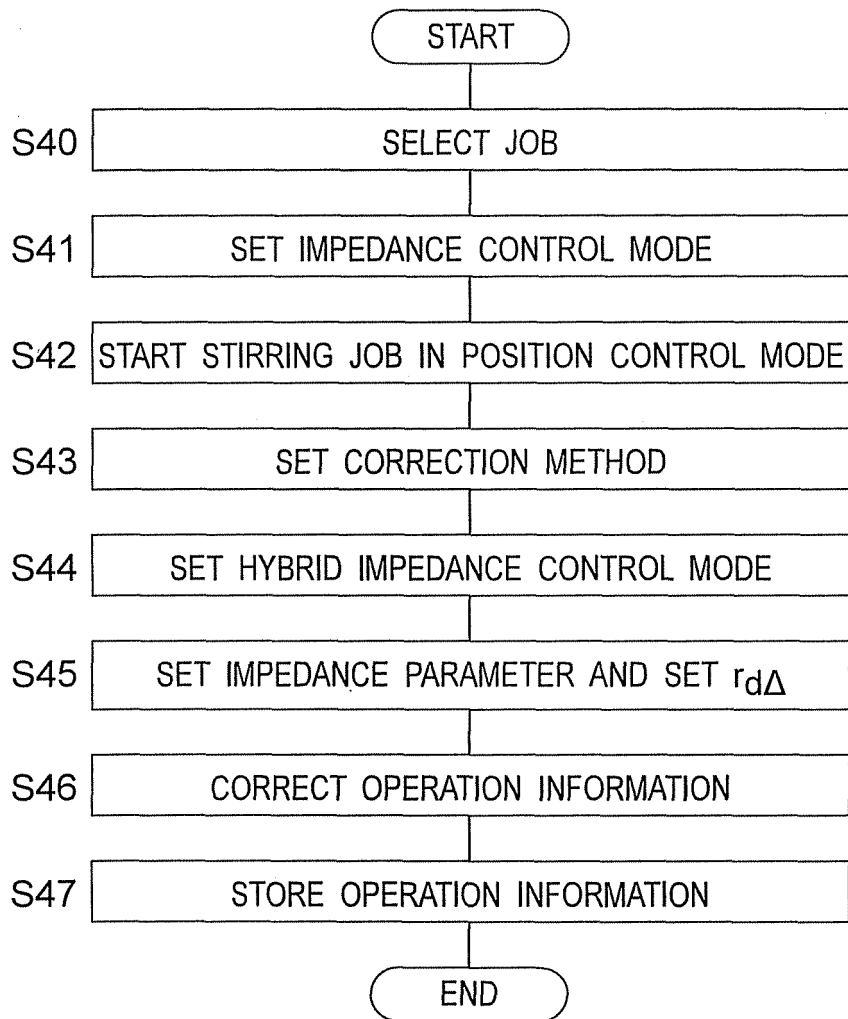 START
S40 SELECT JOB
S41 SET IMPEDANCE CONTROL MODE
S42 START STIRRING JOB IN POSITION CONTROL MODE
S43 SET CORRECTION METHOD
S44 SET HYBRID IMPEDANCE CONTROL MODE
S45 SET IMPEDANCE PARAMETER AND SET rdΔ
S46 CORRECT OPERATION INFORMATION
S47 STORE OPERATION INFORMATION
END